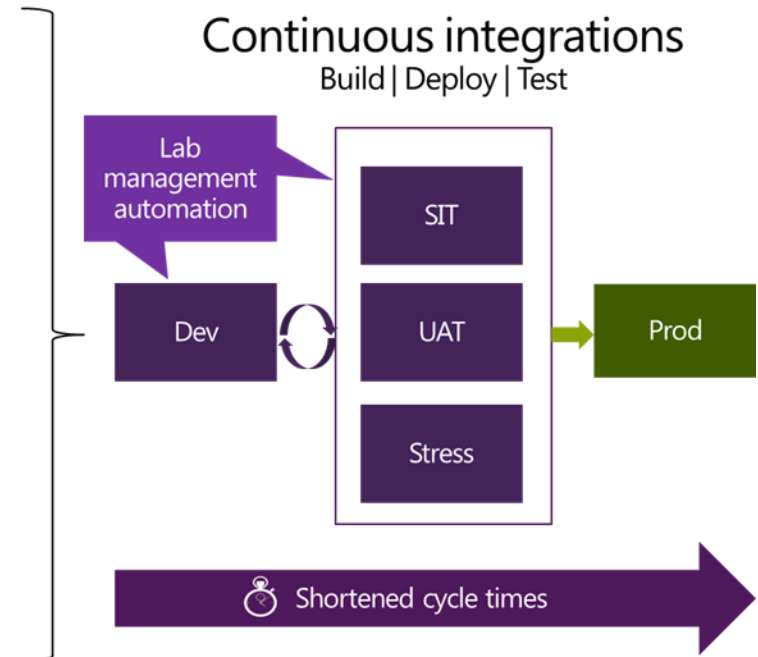 Continuous integrations
Build | Deploy | Test
Lab
management
automation
SIT
Dev
UAT
Prod
Stress
Shortened cycle times